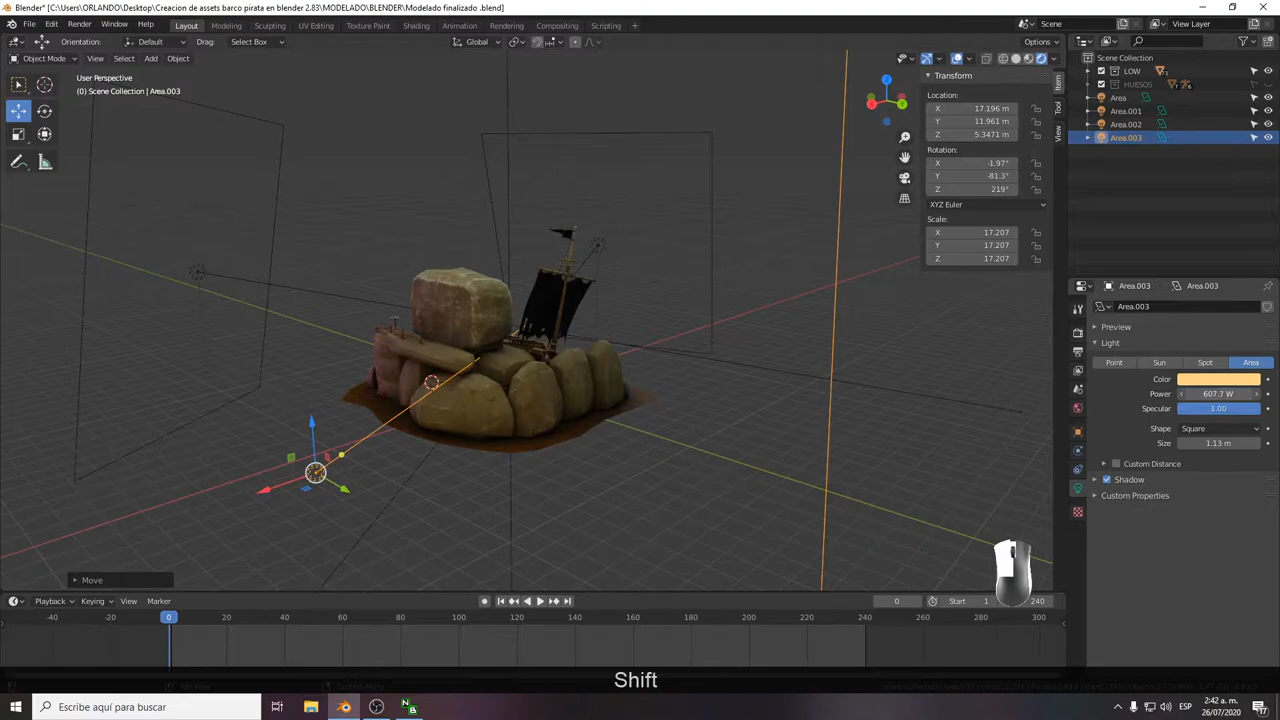 Blender* [C:\Users\ORLANDO\Desktop\Creacion de assets barco pirata en blender 2.83\MODELADO\BLENDER\Modelado finalizado .blend]
File Edit Render Window Help Layout Modeling Sculpting UV Editing Texture Paint Shading Animation Rendering Compositing Scripting + Scene View Layer
Orientation: Default Drag: Select Box Global Options
Object Mode View Select Add Object
User Perspective
(0) Scene Collection | Area.003
Transform
Location:
X 17.196 m
Y 11.961 m
Z 5.3471 m
Rotation:
X -1.97°
Y -81.3°
Z 219°
XYZ Euler
Scale:
X 17.207
Y 17.207
Z 17.207
Item
Tool
View
Scene Collection
LOW
HUESOS
Area
Area.001
Area.002
Area.003
Area.003 Area.003
Area.003
Preview
Light
Point Sun Spot Area
Color
Power 607.7 W
Specular 1.00
Shape Square
Size 1.13 m
Custom Distance
Shadow
Custom Properties
Move
Playback Keying View Marker 0 Start 1 240
-40 -20 0 20 40 60 80 100 120 140 160 180 200 220 240 260 280 300
Shift
Escribe aquí para buscar
ESP
2:42 a. m.
26/07/2020
17